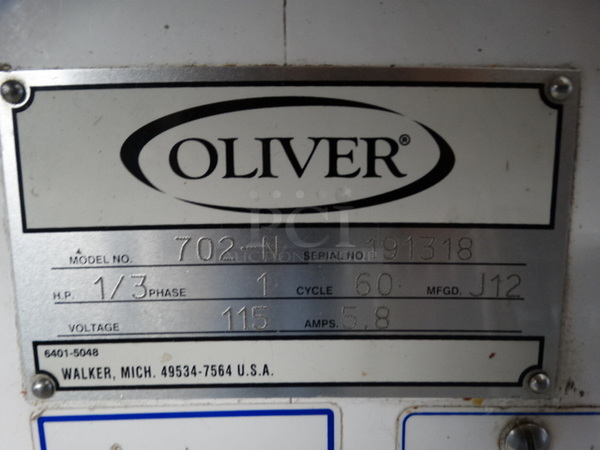 OLIVER®
MODEL NO. 702-N SERIAL NO. 191318
H.P. 1/3 PHASE 1 CYCLE 60 MFGD. J12
VOLTAGE 115 AMPS. 5.8
6401-5048
WALKER, MICH. 49534-7564 U.S.A.